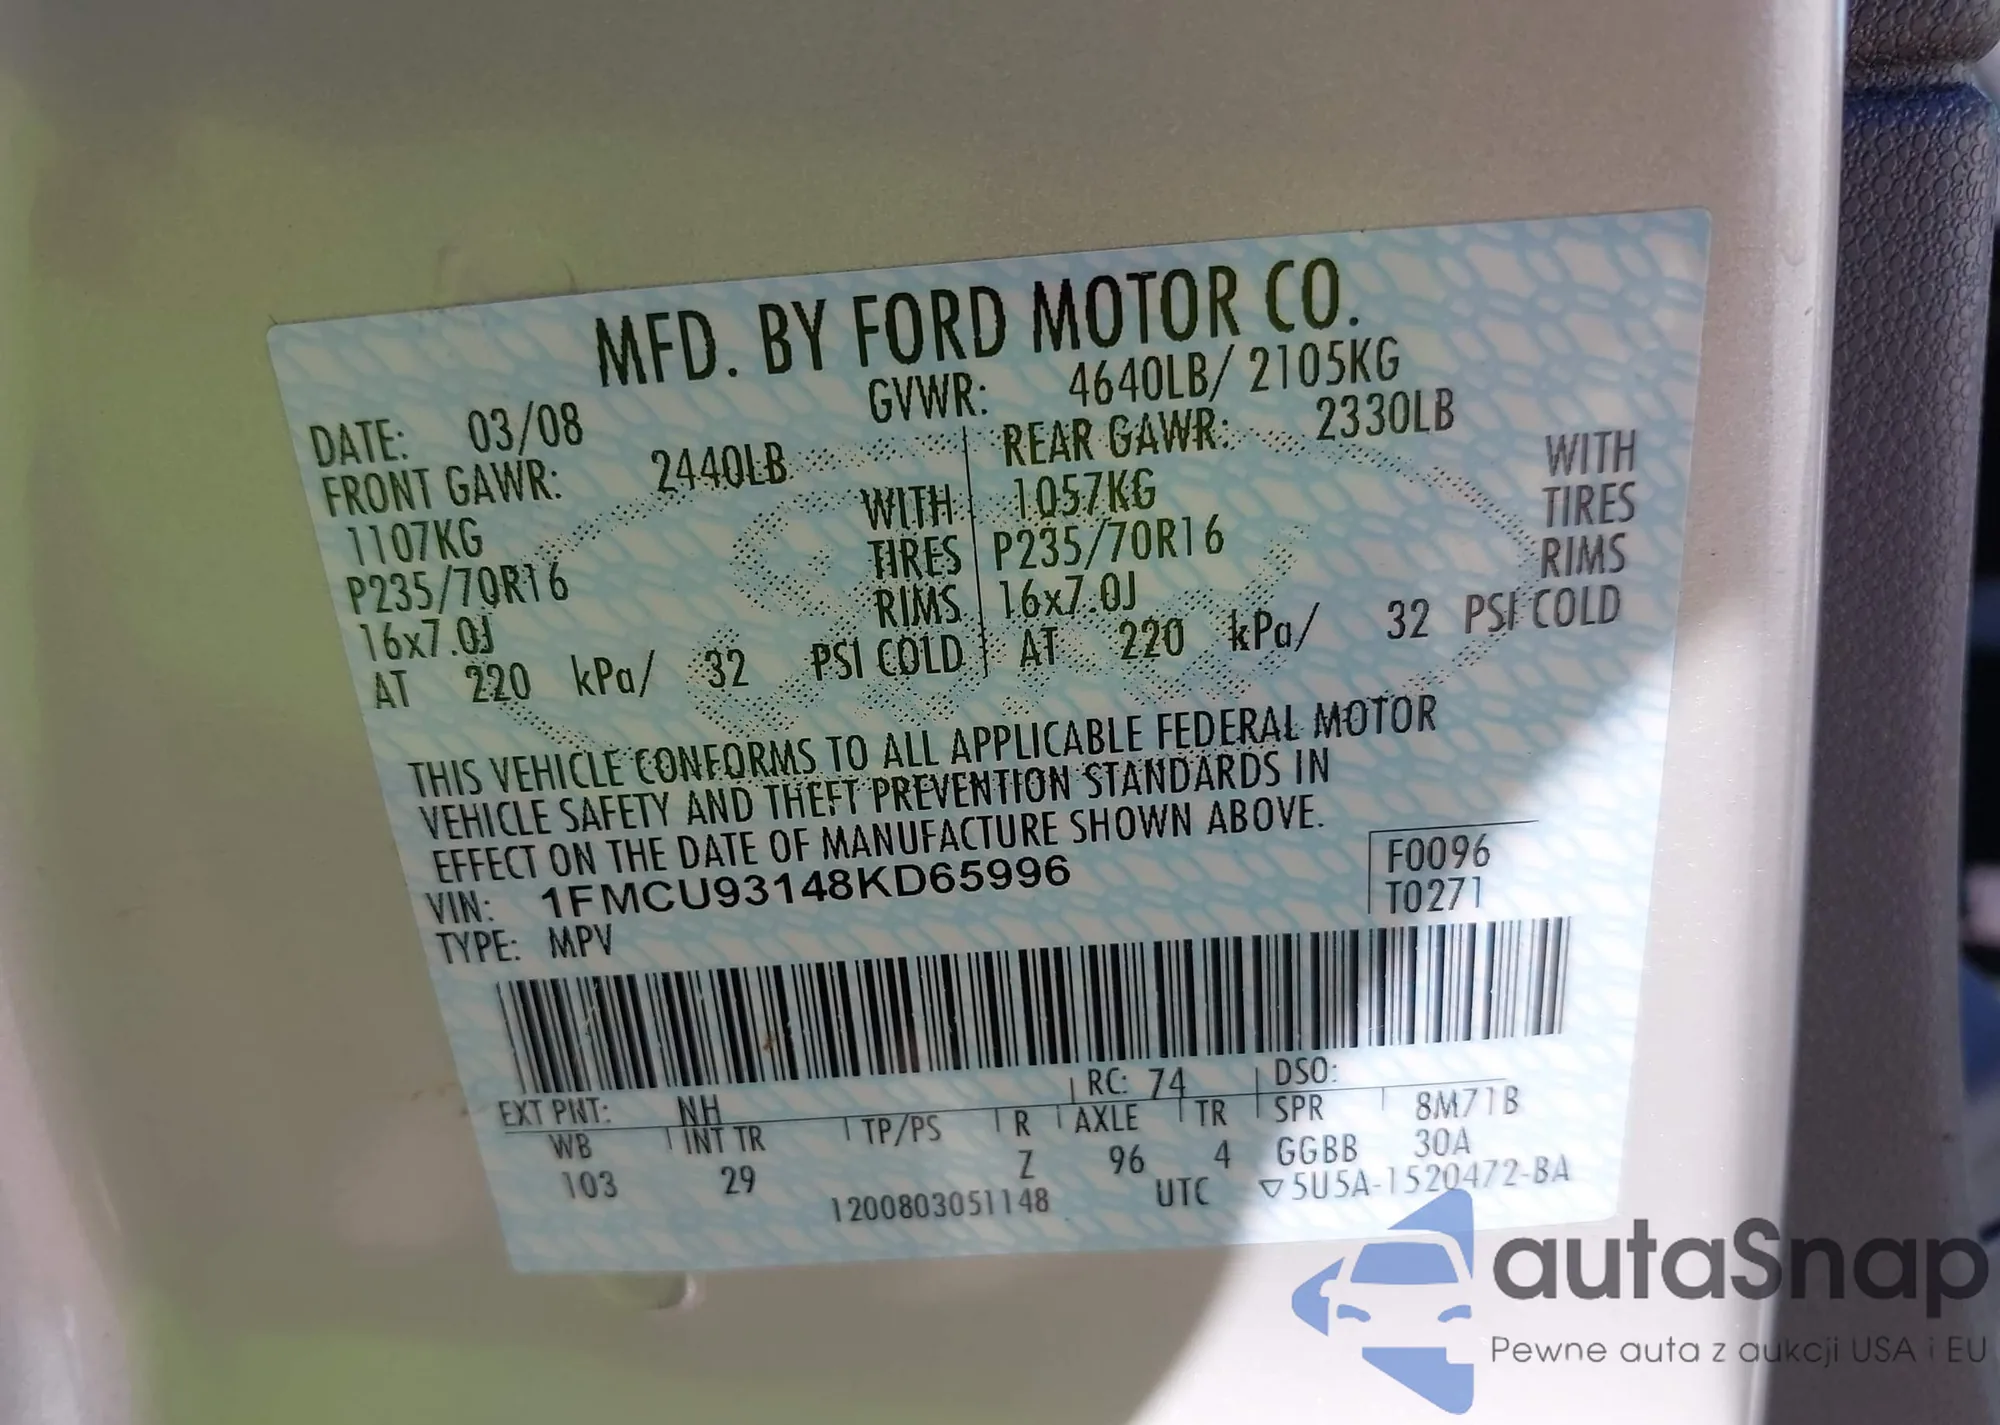 MFD. BY FORD MOTOR CO.
DATE: 03/08 GVWR: 4640LB/ 2105KG
FRONT GAWR: 2440LB REAR GAWR: 2330LB
1107KG WITH 1057KG WITH
P235/70R16 TIRES P235/70R16 TIRES
16x7.0J RIMS 16x7.0J RIMS
AT 220 kPa/ 32 PSI COLD AT 220 kPa/ 32 PSI COLD
THIS VEHICLE CONFORMS TO ALL APPLICABLE FEDERAL MOTOR
VEHICLE SAFETY AND THEFT PREVENTION STANDARDS IN
EFFECT ON THE DATE OF MANUFACTURE SHOWN ABOVE.
VIN: 1FMCU93148KD65996 F0096
TYPE: MPV T0271
EXT PNT: NH RC: 74 DSO:
WB INT TR TP/PS R AXLE TR SPR 8M71B
103 29 Z 96 4 GGBB 30A
1200803051148 UTC ▽5U5A-1520472-BA
autaSnap
Pewne auta z aukcji USA i EU